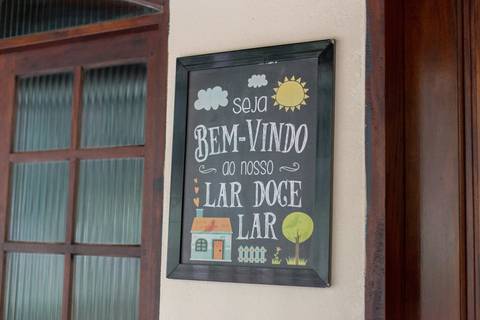 seja
BEM-VINDO
ao nosso
LAR DOCE
LAR